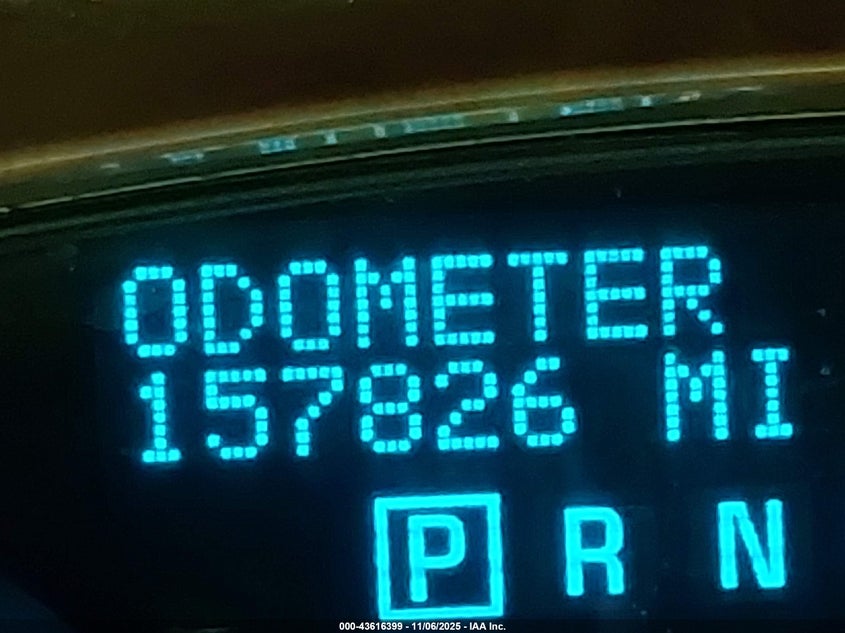 ODOMETER
157826 MI
P R N
000-43616399 - 11/06/2025 - IAA Inc.